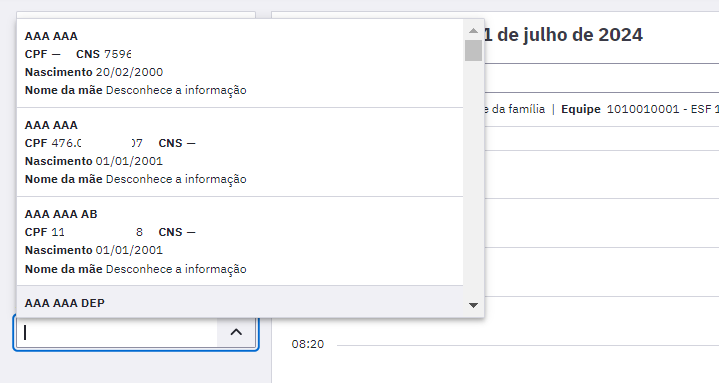 AAA AAA
CPF — CNS 7596
Nascimento 20/02/2000
Nome da mãe Desconhece a informação
AAA AAA
CPF 476.0 07 CNS —
Nascimento 01/01/2001
Nome da mãe Desconhece a informação
AAA AAA AB
CPF 11 8 CNS —
Nascimento 01/01/2001
Nome da mãe Desconhece a informação
AAA AAA DEP
1 de julho de 2024
e da família | Equipe 1010010001 - ESF 1
08:20